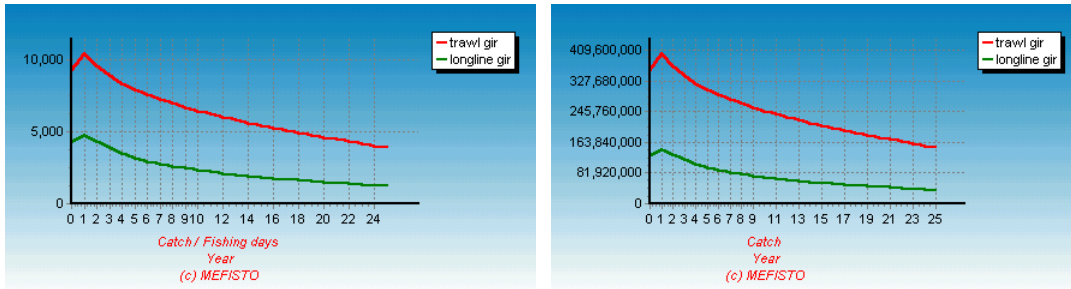 trawl gir
longline gir
10,000
5,000
0
0 1 2 3 4 5 6 7 8 9 10 12 14 16 18 20 22 24
Catch / Fishing days
Year
(c) MEFISTO
trawl gir
longline gir
409,600,000
327,680,000
245,760,000
163,840,000
81,920,000
0
0 1 2 3 4 5 6 7 8 9 11 13 15 17 19 21 23 25
Catch
Year
(c) MEFISTO